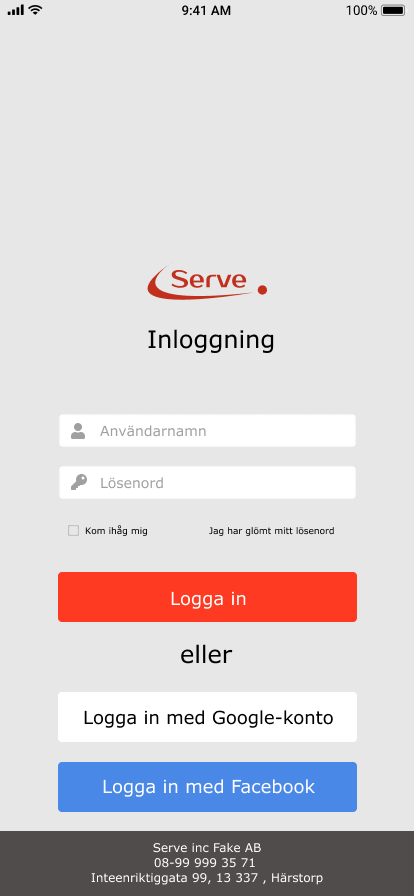 9:41 AM 100%
Serve
Inloggning
Användarnamn
Lösenord
Kom ihåg mig Jag har glömt mitt lösenord
Logga in
eller
Logga in med Google-konto
Logga in med Facebook
Serve inc Fake AB
08-99 999 35 71
Inteenriktiggata 99, 13 337 , Härstorp